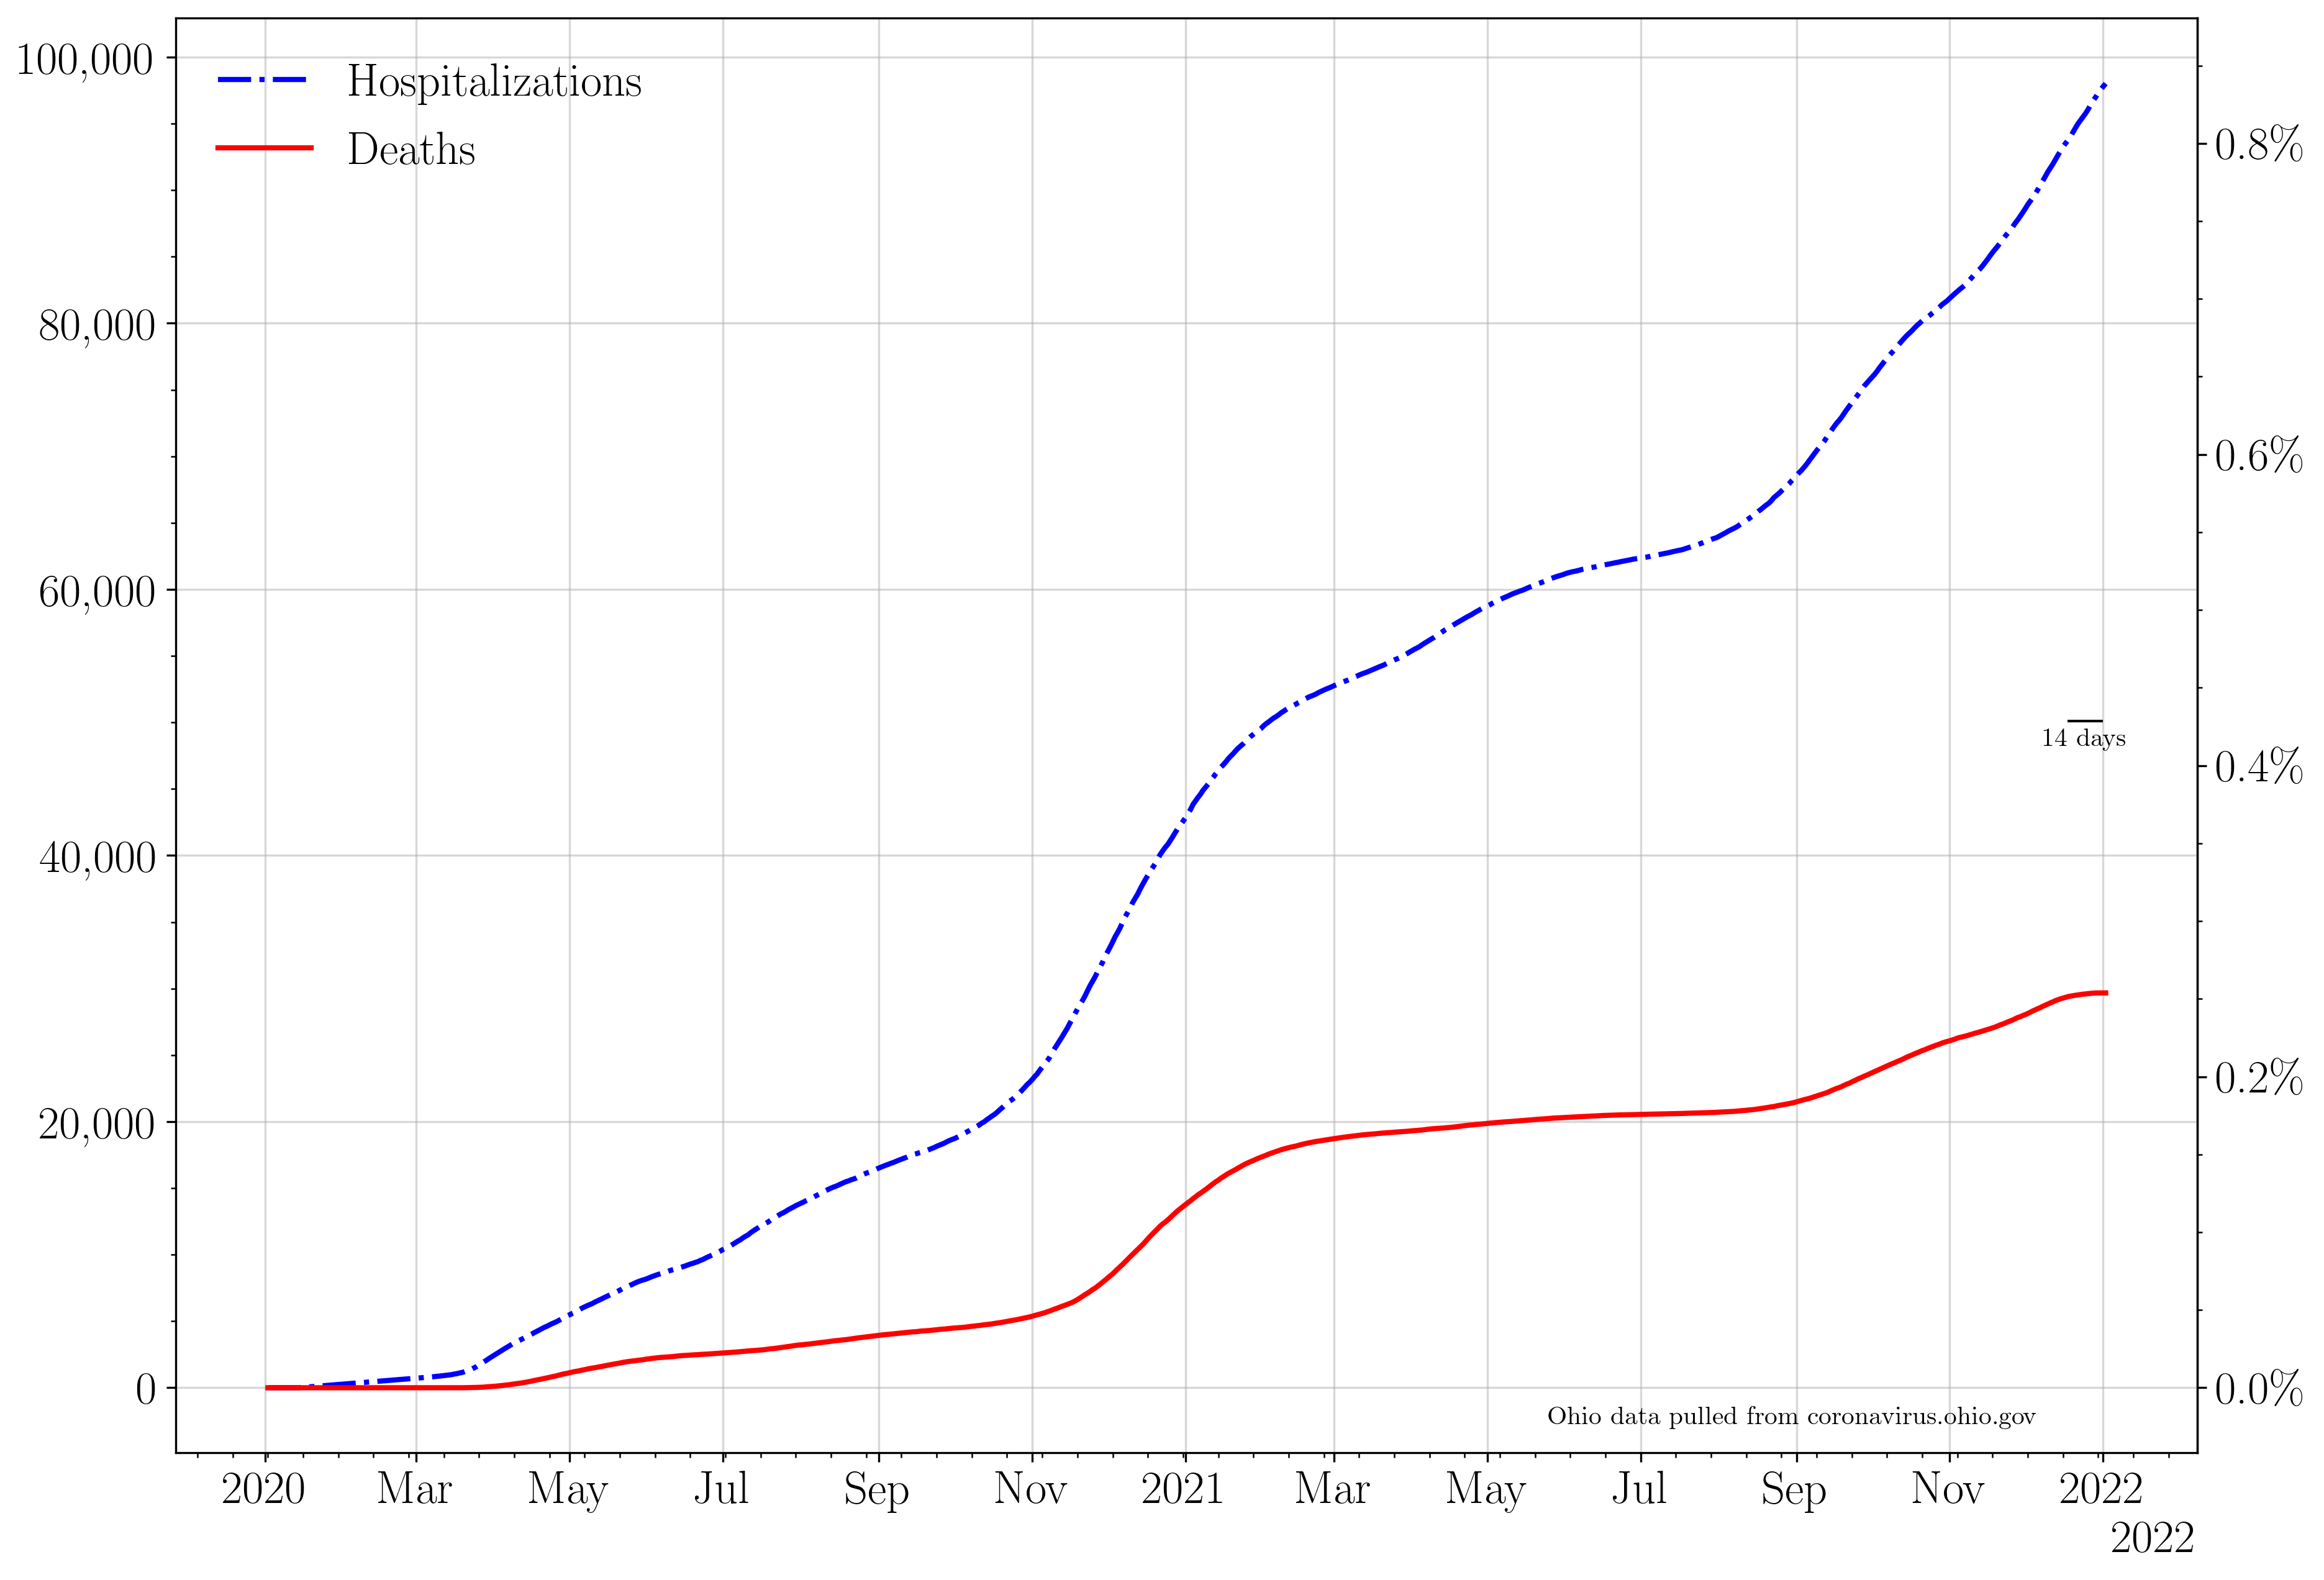 100,000
80,000
60,000
40,000
20,000
0
Hospitalizations
Deaths
0.8%
0.6%
0.4%
0.2%
0.0%
14 days
Ohio data pulled from coronavirus.ohio.gov
2020 Mar May Jul Sep Nov 2021 Mar May Jul Sep Nov 2022
2022